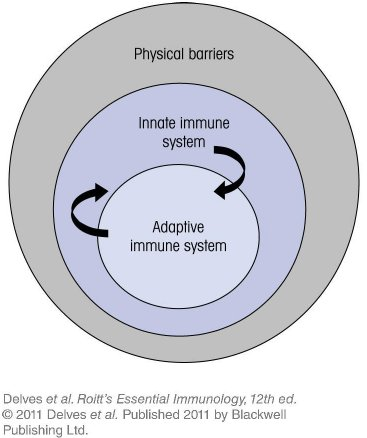 Physical barriers
Innate immune
system
Adaptive
immune system
Delves et al. Roitt's Essential Immunology, 12th ed.
© 2011 Delves et al. Published 2011 by Blackwell
Publishing Ltd.